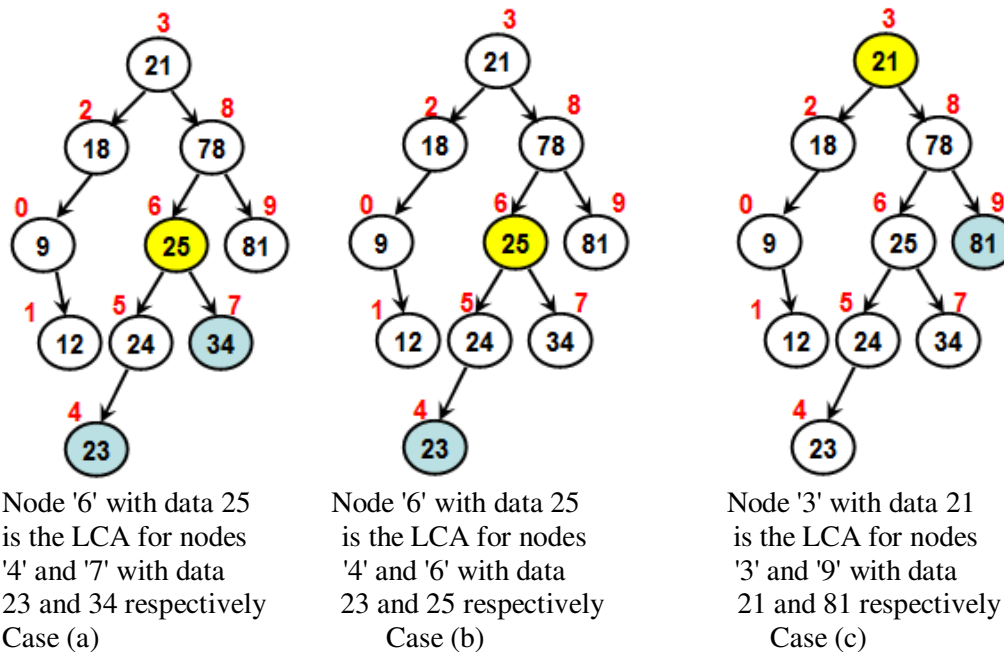 3 3 3
21 21 21
2 8 2 8 2 8
18 78 18 78 18 78
0 6 9 0 6 9 0 6 9
9 25 81 9 25 81 9 25 81
1 5 7 1 5 7 1 5 7
12 24 34 12 24 34 12 24 34
4 4 4
23 23 23
Node '6' with data 25
is the LCA for nodes
'4' and '7' with data
23 and 34 respectively
Case (a)
Node '6' with data 25
is the LCA for nodes
'4' and '6' with data
23 and 25 respectively
Case (b)
Node '3' with data 21
is the LCA for nodes
'3' and '9' with data
21 and 81 respectively
Case (c)